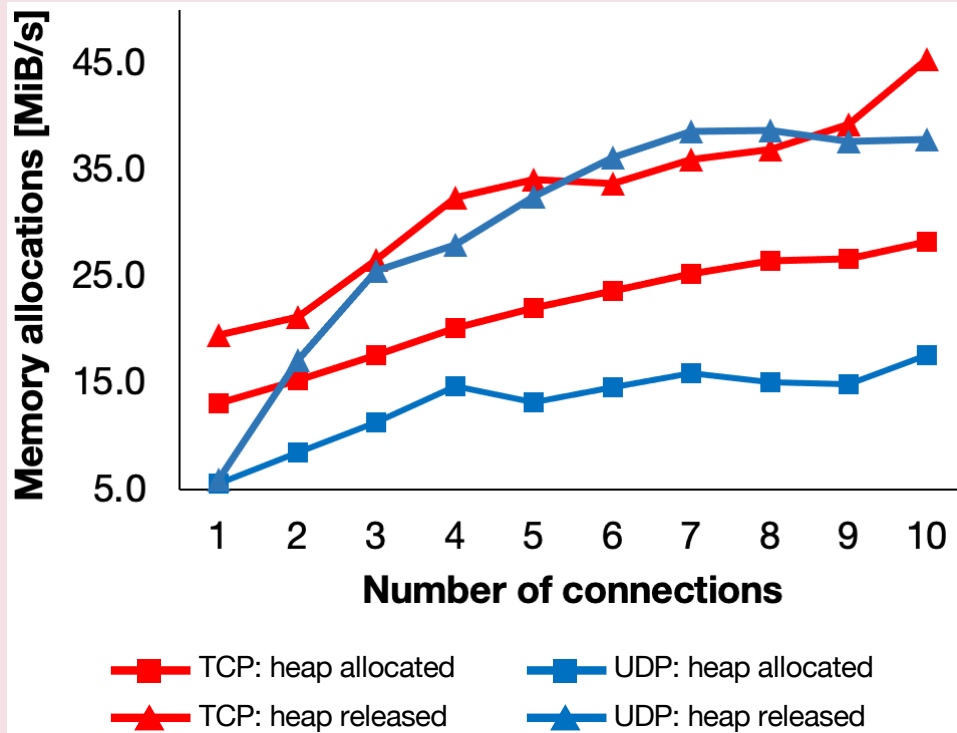 Memory allocations [MiB/s]
45.0
35.0
25.0
15.0
5.0
1 2 3 4 5 6 7 8 9 10
Number of connections
TCP: heap allocated UDP: heap allocated
TCP: heap released UDP: heap released